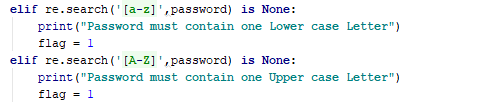 elif re.search('[a-z]',password) is None:
    print("Password must contain one Lower case Letter")
    flag = 1
elif re.search('[A-Z]',password) is None:
    print("Password must contain one Upper case Letter")
    flag = 1